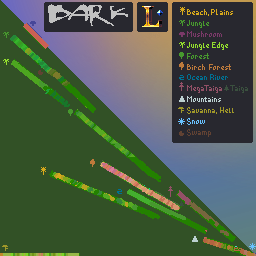 DARK L
Beach, Plains
Jungle
Mushroom
Jungle Edge
Forest
Birch Forest
Ocean River
MegaTaiga Taiga
Mountains
Savanna, Hell
Snow
Swamp